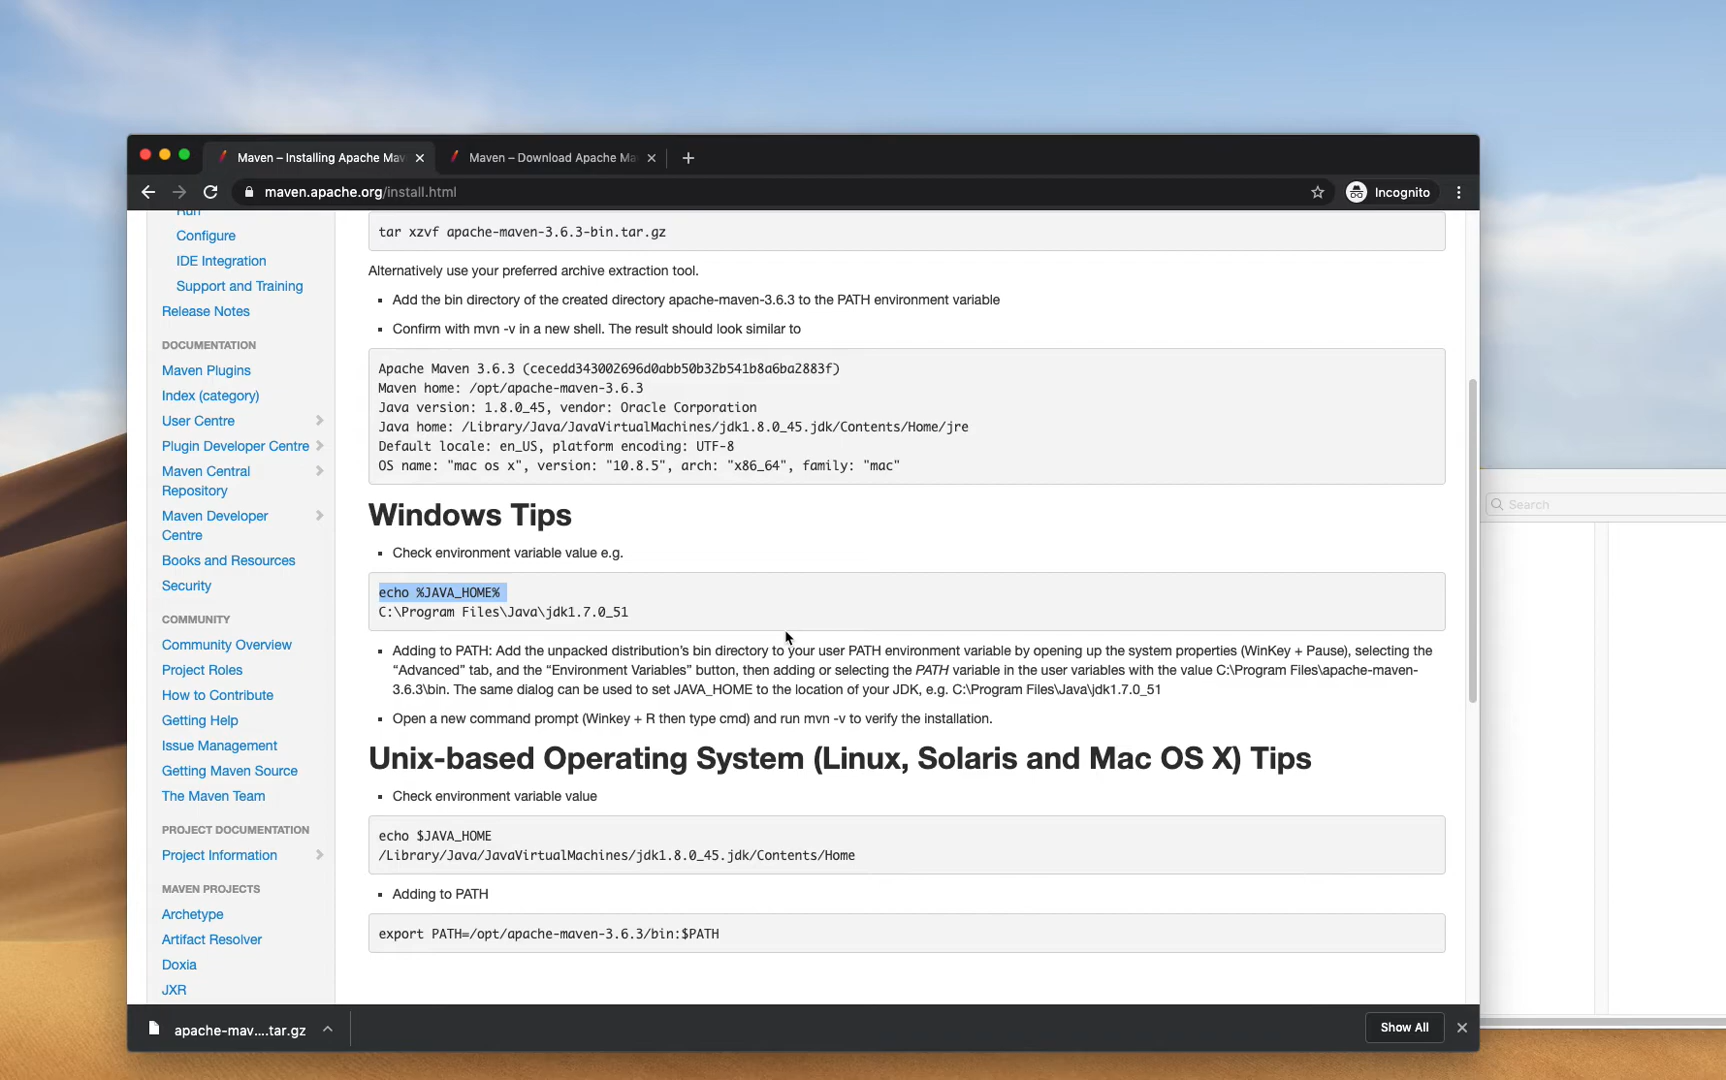 Maven – Installing Apache Mav
Maven – Download Apache Ma
maven.apache.org/install.html
Incognito
Run
Configure
IDE Integration
Support and Training
Release Notes
DOCUMENTATION
Maven Plugins
Index (category)
User Centre
Plugin Developer Centre
Maven Central
Repository
Maven Developer
Centre
Books and Resources
Security
COMMUNITY
Community Overview
Project Roles
How to Contribute
Getting Help
Issue Management
Getting Maven Source
The Maven Team
PROJECT DOCUMENTATION
Project Information
MAVEN PROJECTS
Archetype
Artifact Resolver
Doxia
JXR
tar xzvf apache-maven-3.6.3-bin.tar.gz
Alternatively use your preferred archive extraction tool.
Add the bin directory of the created directory apache-maven-3.6.3 to the PATH environment variable
Confirm with mvn -v in a new shell. The result should look similar to
Apache Maven 3.6.3 (cecedd343002696d0abb50b32b541b8a6ba2883f)
Maven home: /opt/apache-maven-3.6.3
Java version: 1.8.0_45, vendor: Oracle Corporation
Java home: /Library/Java/JavaVirtualMachines/jdk1.8.0_45.jdk/Contents/Home/jre
Default locale: en_US, platform encoding: UTF-8
OS name: "mac os x", version: "10.8.5", arch: "x86_64", family: "mac"
Windows Tips
Check environment variable value e.g.
echo %JAVA_HOME%
C:\Program Files\Java\jdk1.7.0_51
Adding to PATH: Add the unpacked distribution’s bin directory to your user PATH environment variable by opening up the system properties (WinKey + Pause), selecting the
“Advanced” tab, and the “Environment Variables” button, then adding or selecting the PATH variable in the user variables with the value C:\Program Files\apache-maven-
3.6.3\bin. The same dialog can be used to set JAVA_HOME to the location of your JDK, e.g. C:\Program Files\Java\jdk1.7.0_51
Open a new command prompt (Winkey + R then type cmd) and run mvn -v to verify the installation.
Unix-based Operating System (Linux, Solaris and Mac OS X) Tips
Check environment variable value
echo $JAVA_HOME
/Library/Java/JavaVirtualMachines/jdk1.8.0_45.jdk/Contents/Home
Adding to PATH
export PATH=/opt/apache-maven-3.6.3/bin:$PATH
Search
apache-mav....tar.gz
Show All